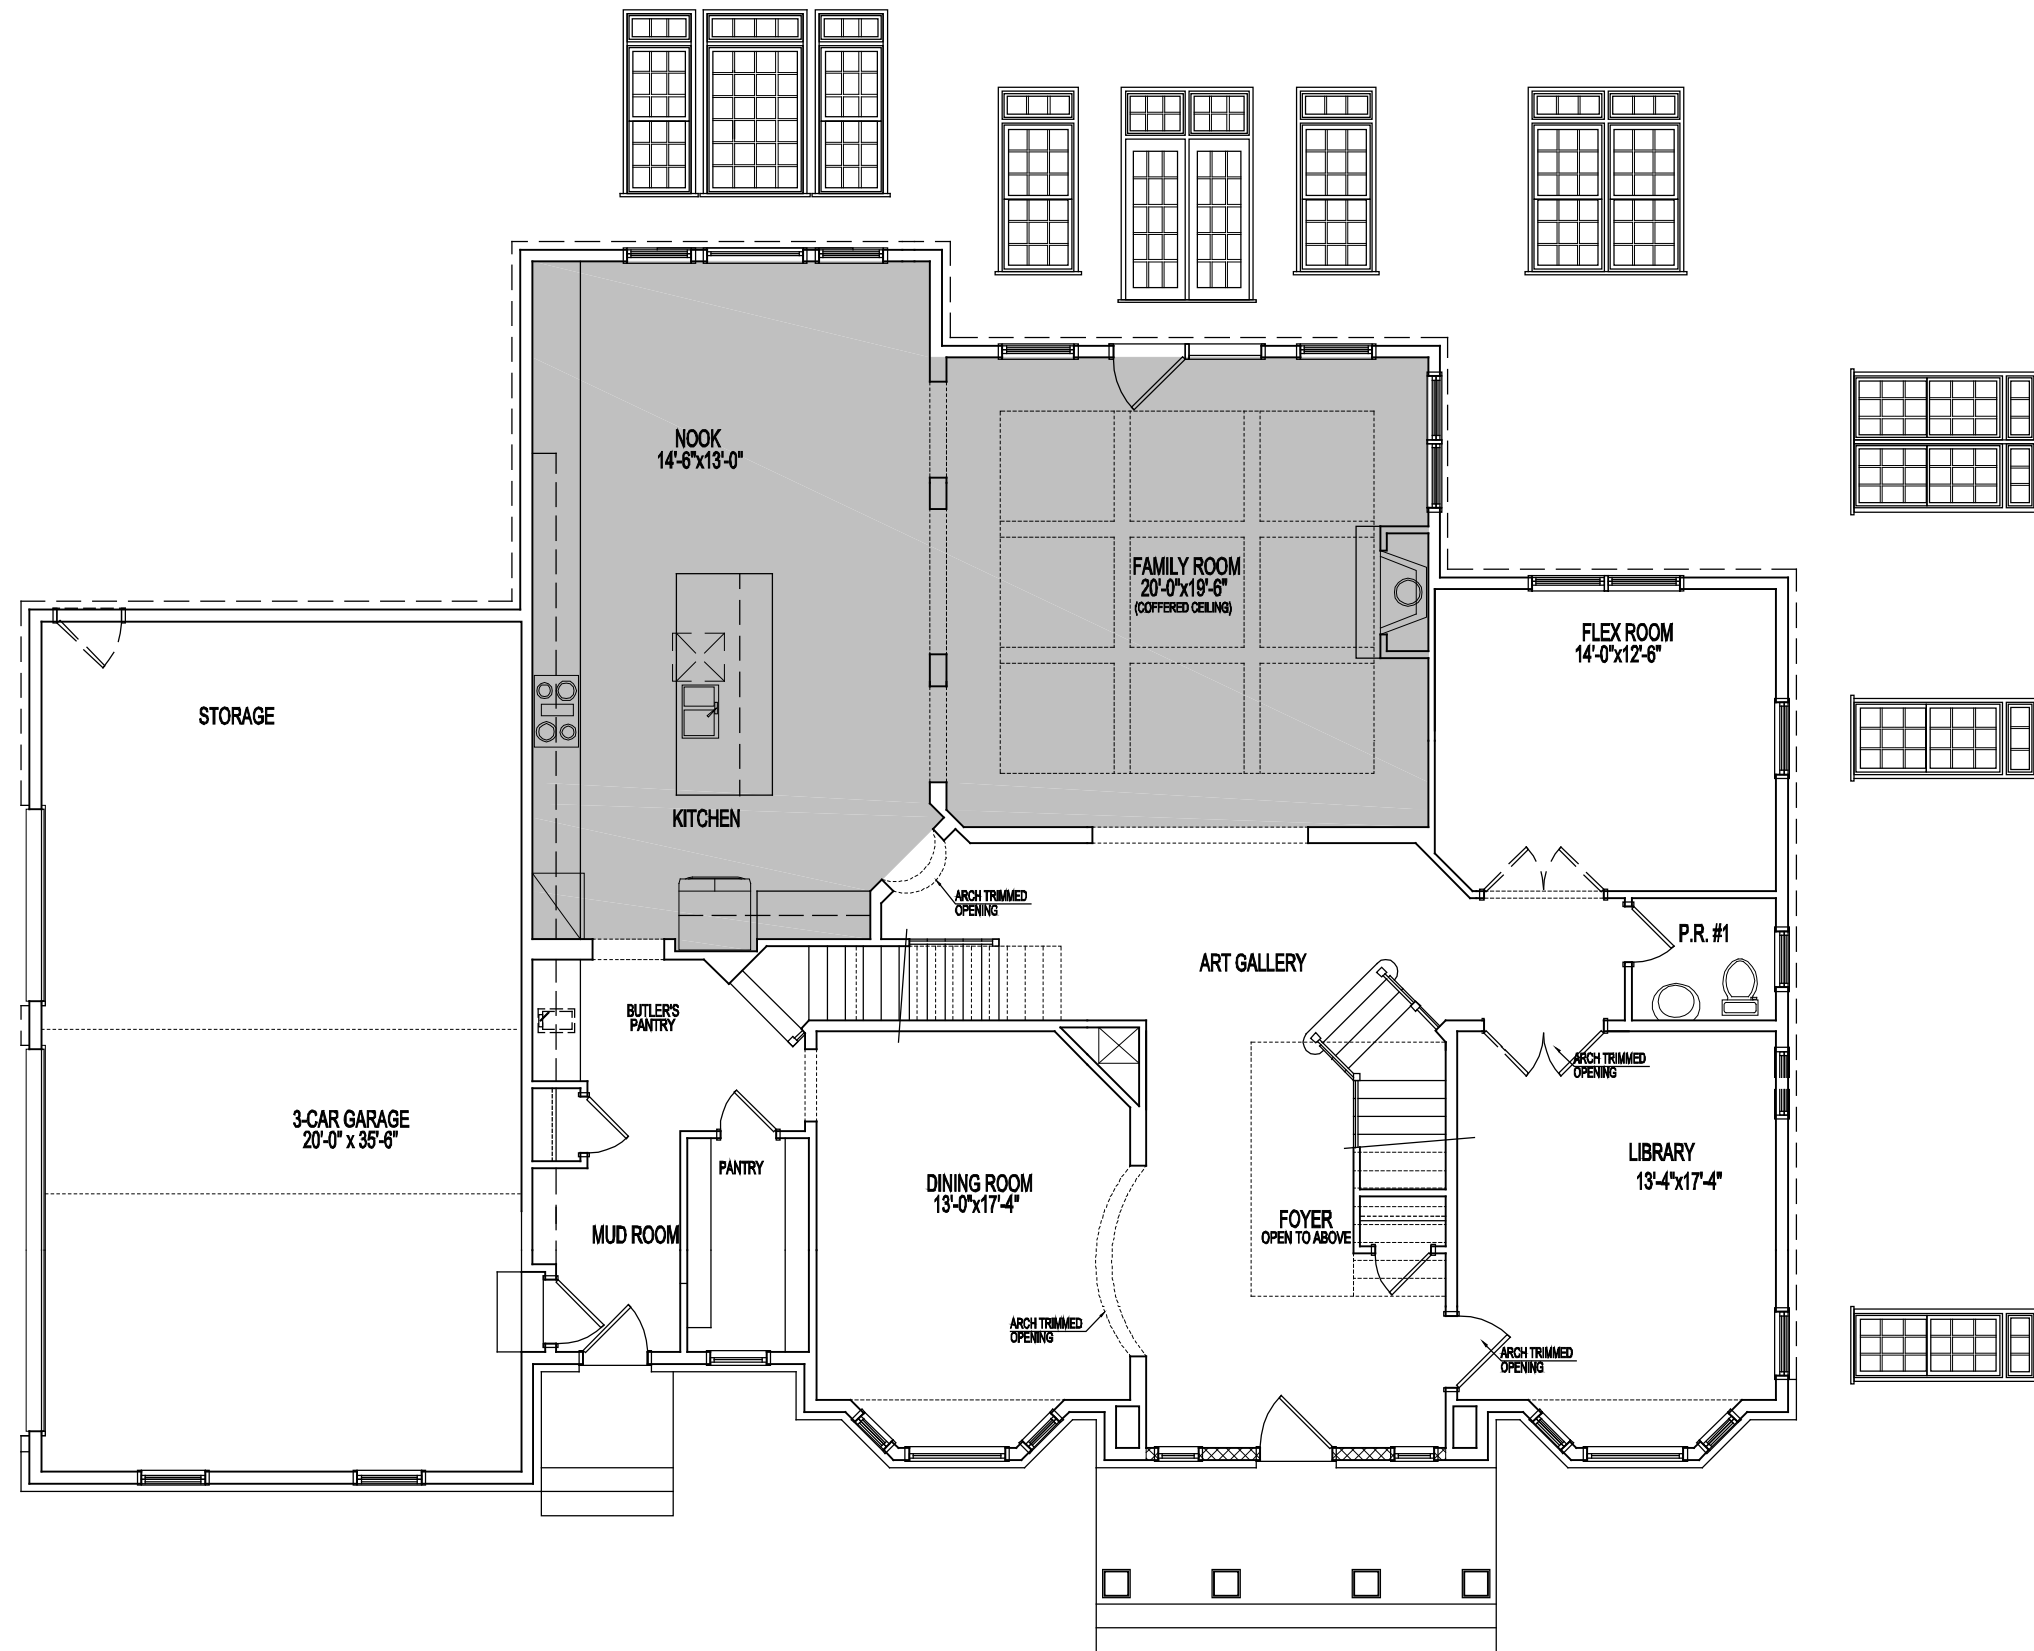 NOOK
14'-6"x13'-0"
FAMILY ROOM
20'-0"x19'-6"
(COFFERED CEILING)
FLEX ROOM
14'-0"x12'-6"
STORAGE
KITCHEN
ARCH TRIMMED
OPENING
P.R. #1
ART GALLERY
BUTLER'S
PANTRY
ARCH TRIMMED
OPENING
3-CAR GARAGE
20'-0" x 35'-6"
PANTRY
LIBRARY
13'-4"x17'-4"
DINING ROOM
13'-0"x17'-4"
MUD ROOM
FOYER
OPEN TO ABOVE
ARCH TRIMMED
OPENING
ARCH TRIMMED
OPENING